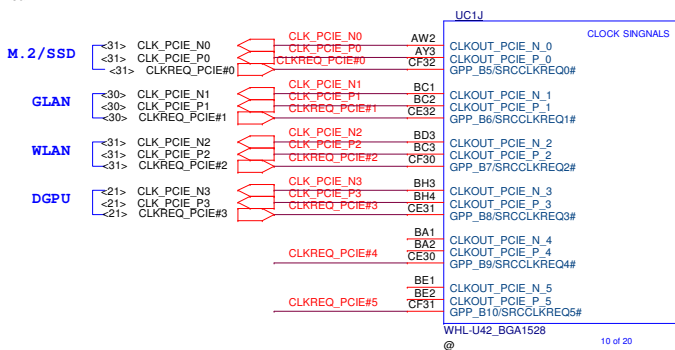 UC1J
CLOCK SINGNALS
M.2/SSD
<31> CLK_PCIE_N0 CLK_PCIE_N0 AW2 CLKOUT_PCIE_N_0
<31> CLK_PCIE_P0 CLK_PCIE_P0 AY3 CLKOUT_PCIE_P_0
<31> CLKREQ_PCIE#0 CLKREQ_PCIE#0 CF32 GPP_B5/SRCCLKREQ0#
GLAN
<30> CLK_PCIE_N1 CLK_PCIE_N1 BC1 CLKOUT_PCIE_N_1
<30> CLK_PCIE_P1 CLK_PCIE_P1 BC2 CLKOUT_PCIE_P_1
<30> CLKREQ_PCIE#1 CLKREQ_PCIE#1 CE32 GPP_B6/SRCCLKREQ1#
WLAN
<31> CLK_PCIE_N2 CLK_PCIE_N2 BD3 CLKOUT_PCIE_N_2
<31> CLK_PCIE_P2 CLK_PCIE_P2 BC3 CLKOUT_PCIE_P_2
<31> CLKREQ_PCIE#2 CLKREQ_PCIE#2 CF30 GPP_B7/SRCCLKREQ2#
DGPU
<21> CLK_PCIE_N3 CLK_PCIE_N3 BH3 CLKOUT_PCIE_N_3
<21> CLK_PCIE_P3 CLK_PCIE_P3 BH4 CLKOUT_PCIE_P_3
<21> CLKREQ_PCIE#3 CLKREQ_PCIE#3 CE31 GPP_B8/SRCCLKREQ3#
BA1 CLKOUT_PCIE_N_4
BA2 CLKOUT_PCIE_P_4
CLKREQ_PCIE#4 CE30 GPP_B9/SRCCLKREQ4#
BE1 CLKOUT_PCIE_N_5
BE2 CLKOUT_PCIE_P_5
CLKREQ_PCIE#5 CF31 GPP_B10/SRCCLKREQ5#
WHL-U42_BGA1528
@
10 of 20